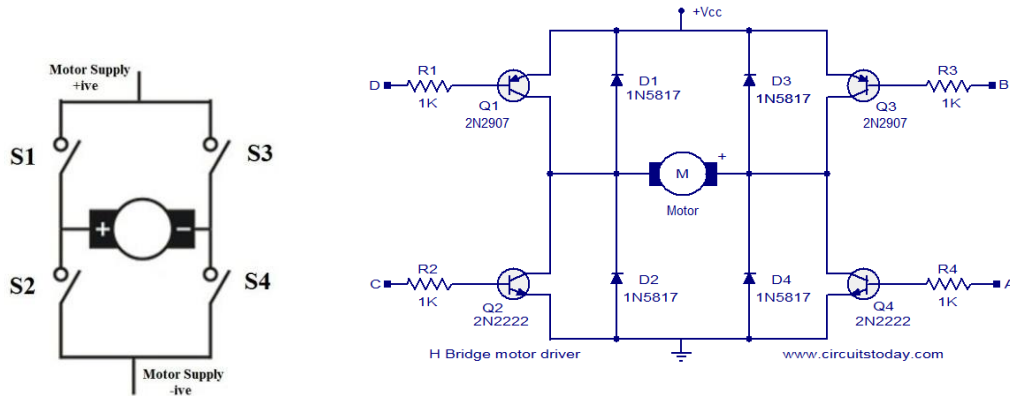 Motor Supply
+ive
S1
S3
+
−
S2
S4
Motor Supply
-ive
+Vcc
D
R1
1K
Q1
2N2907
D1
1N5817
D3
1N5817
Q3
2N2907
R3
1K
B
M
+
Motor
C
R2
1K
Q2
2N2222
D2
1N5817
D4
1N5817
Q4
2N2222
R4
1K
A
H Bridge motor driver
www.circuitstoday.com